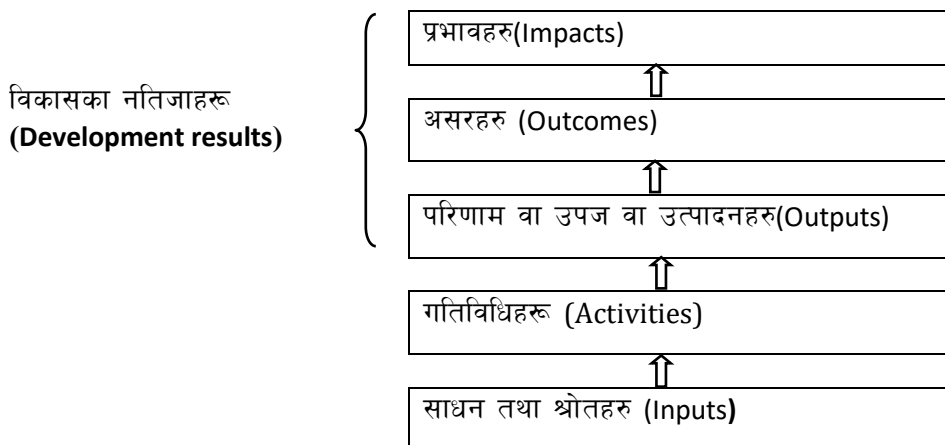 प्रभावहरु(Impacts)
विकासका नतिजाहरू
(Development results)
असरहरु (Outcomes)
परिणाम वा उपज वा उत्पादनहरु(Outputs)
गतिविधिहरू (Activities)
साधन तथा श्रोतहरु (Inputs)